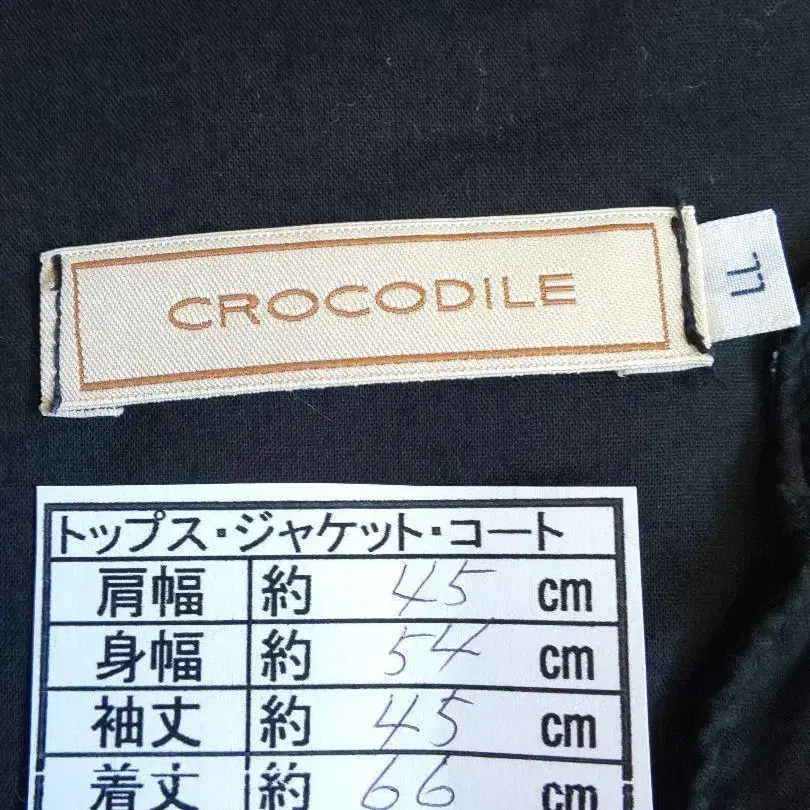 CROCODILE
LL
トップス・ジャケット・コート
肩幅 約 45 cm
身幅 約 54 cm
袖丈 約 45 cm
着丈 約 66 cm